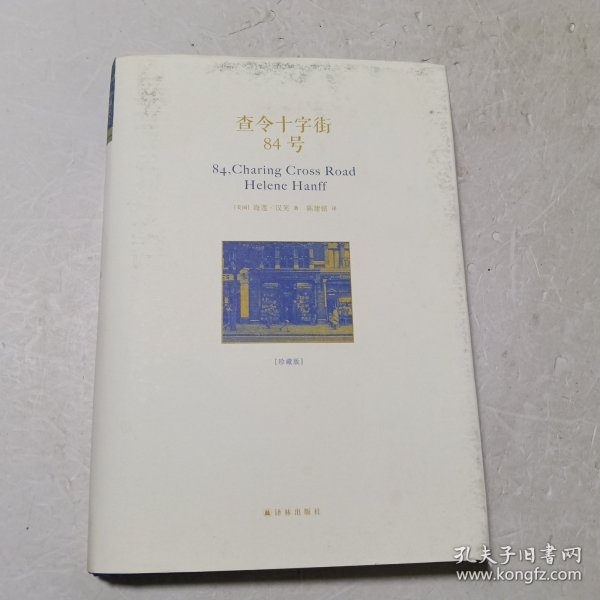 查令十字街
84 号
84, Charing Cross Road
Helene Hanff
[美国] 海莲·汉芙 著 陈建铭 译
[珍藏版]
译林出版社
孔夫子旧书网
www.kongfz.com